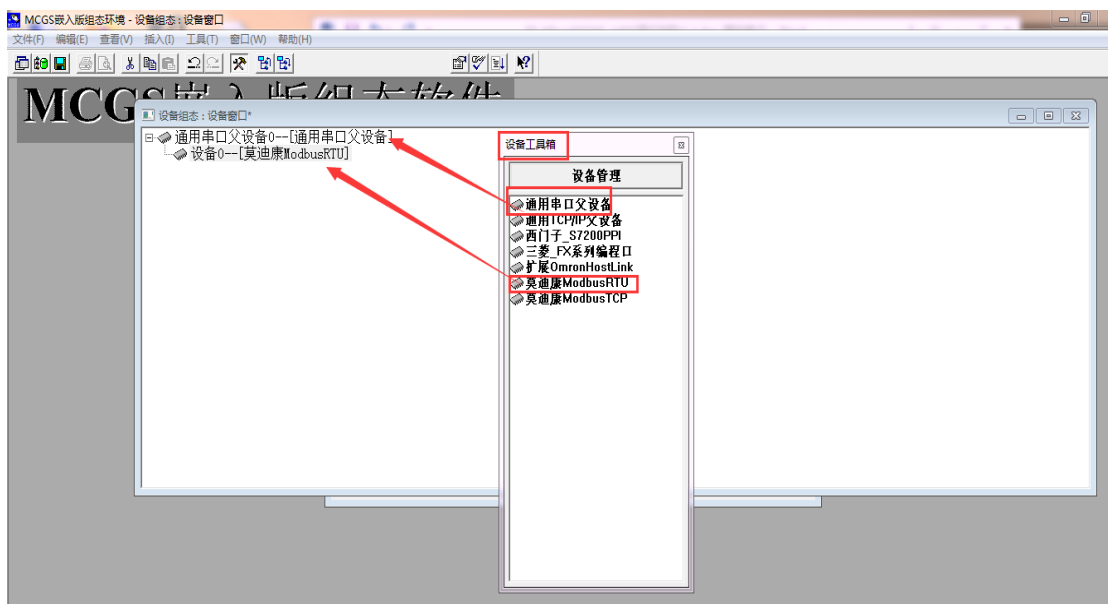 MCGS嵌入版组态环境 - 设备组态 : 设备窗口
文件(F) 编辑(E) 查看(V) 插入(I) 工具(T) 窗口(W) 帮助(H)
MCGS嵌入版组态软件
设备组态 : 设备窗口*
通用串口父设备0--[通用串口父设备]
设备0--[莫迪康ModbusRTU]
设备工具箱
设备管理
通用串口父设备
通用TCP/IP父设备
西门子_S7200PPI
三菱_FX系列编程口
扩展OmronHostLink
莫迪康ModbusRTU
莫迪康ModbusTCP